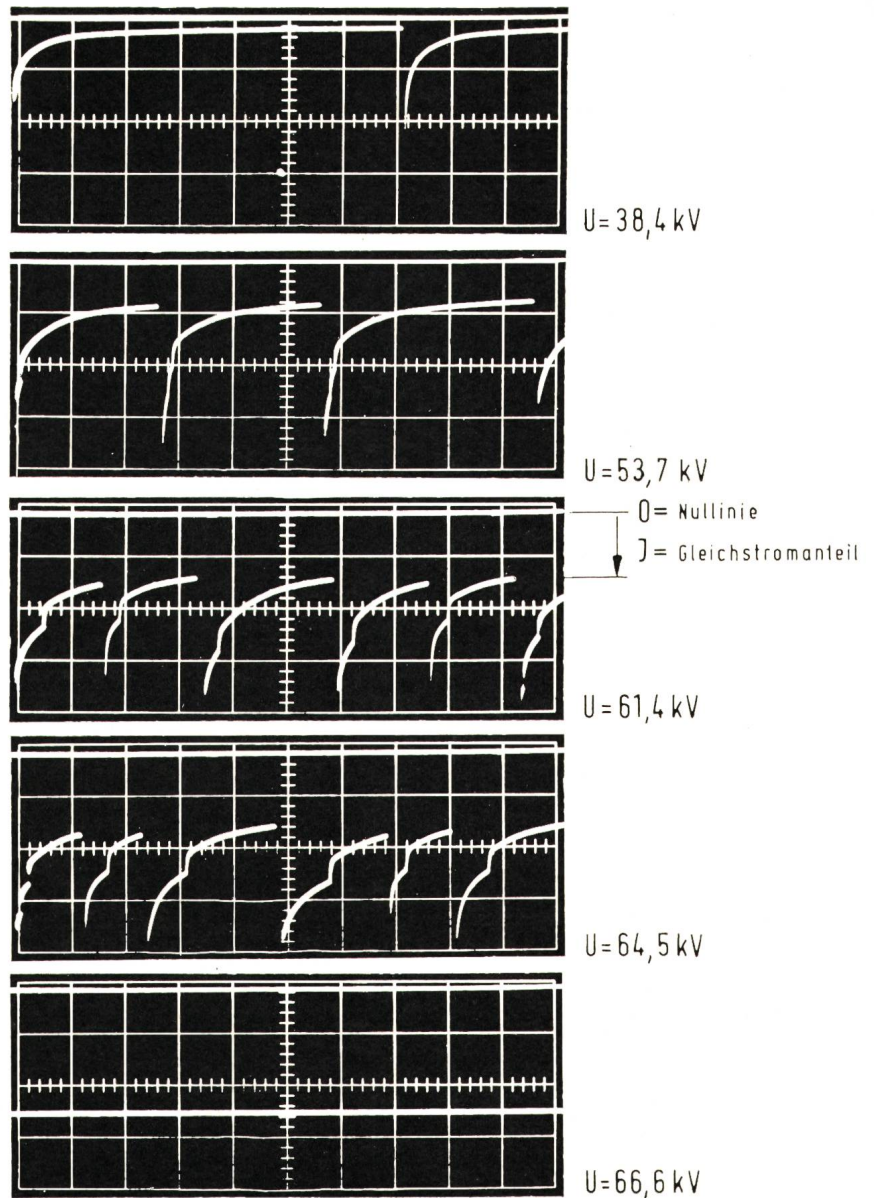 U=38,4 kV
U=53,7 kV
0= Nullinie
J= Gleichstromanteil
U=61,4 kV
U=64,5 kV
U=66,6 kV